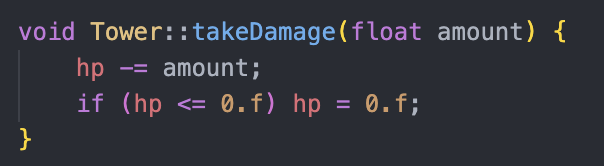 void Tower::takeDamage(float amount) {
    hp -= amount;
    if (hp <= 0.f) hp = 0.f;
}